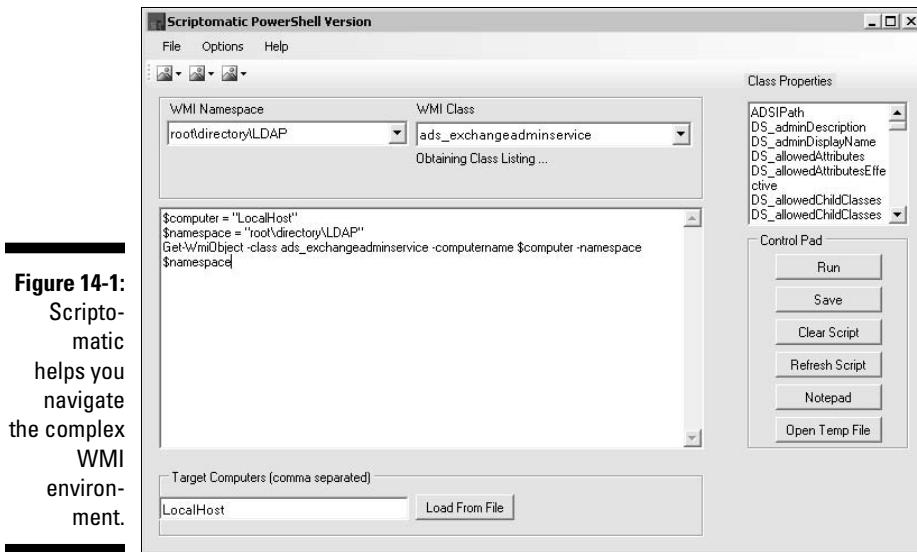 Scriptomatic PowerShell Version
File Options Help
Class Properties
WMI Namespace
WMI Class
root\directory\LDAP
ads_exchangeadminservice
Obtaining Class Listing ...
ADSIPath
DS_adminDescription
DS_adminDisplayName
DS_allowedAttributes
DS_allowedAttributesEffe
ctive
DS_allowedChildClasses
DS_allowedChildClasses
$computer = "LocalHost"
$namespace = "root\directory\LDAP"
Get-WmiObject -class ads_exchangeadminservice -computername $computer -namespace
$namespace
Control Pad
Run
Save
Clear Script
Refresh Script
Notepad
Open Temp File
Target Computers (comma separated)
LocalHost
Load From File
Figure 14-1:
Scripto-
matic
helps you
navigate
the complex
WMI
environ-
ment.